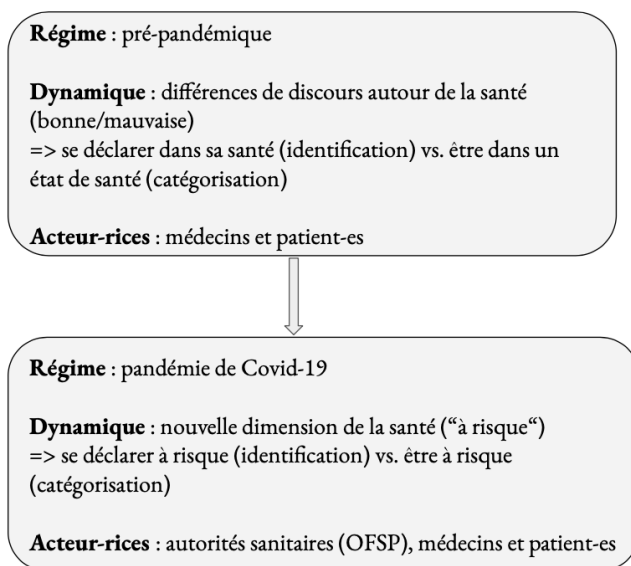 Régime : pré-pandémique
Dynamique : différences de discours autour de la santé
(bonne/mauvaise)
=> se déclarer dans sa santé (identification) vs. être dans un
état de santé (catégorisation)
Acteur-rices : médecins et patient-es
Régime : pandémie de Covid-19
Dynamique : nouvelle dimension de la santé (“à risque“)
=> se déclarer à risque (identification) vs. être à risque
(catégorisation)
Acteur-rices : autorités sanitaires (OFSP), médecins et patient-es